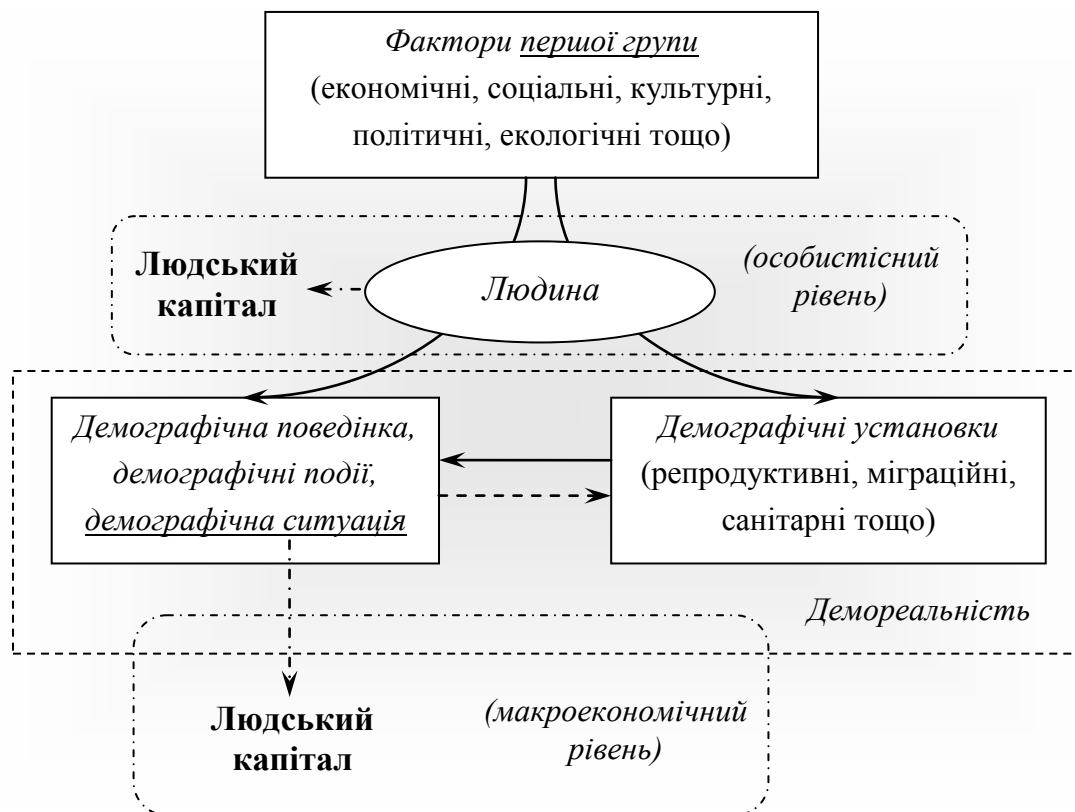 Фактори першої групи
(економічні, соціальні, культурні,
політичні, екологічні тощо)
Людський
капітал
Людина
(особистісний
рівень)
Демографічна поведінка,
демографічні події,
демографічна ситуація
Демографічні установки
(репродуктивні, міграційні,
санітарні тощо)
Демореальність
Людський
капітал
(макроекономічний
рівень)